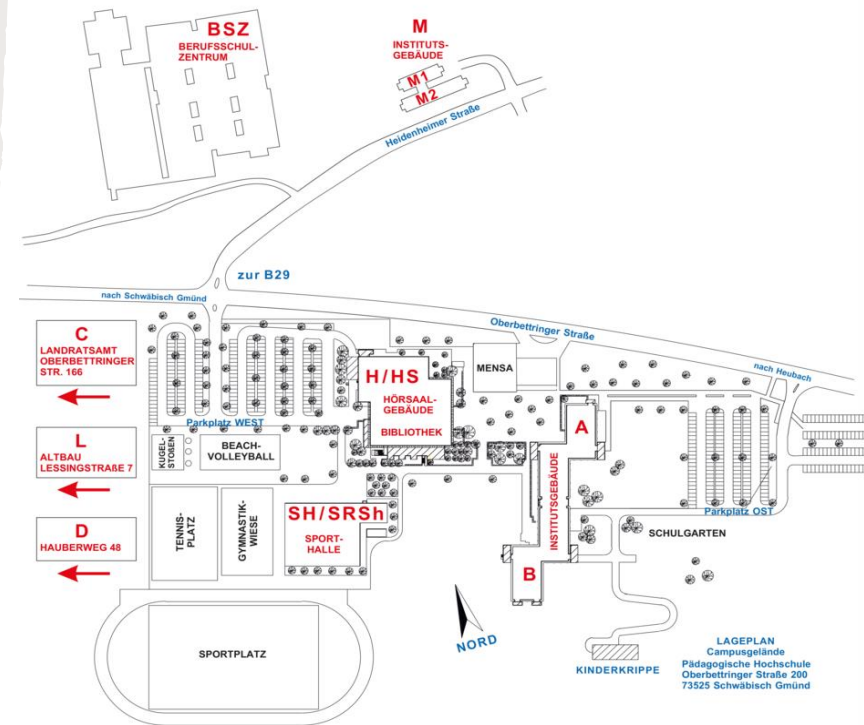 BSZ
BERUFSSCHUL-
ZENTRUM
M
INSTITUTS-
GEBÄUDE
M1
M2
Heidenheimer Straße
zur B29
nach Schwäbisch Gmünd
Oberbettringer Straße
nach Heubach
C
LANDRATSAMT
OBERBETTRINGER
STR. 166
L
ALTBAU
LESSINGSTRAßE 7
D
HAUBERWEG 48
Parkplatz WEST
H/HS
HÖRSAAL-
GEBÄUDE
BIBLIOTHEK
MENSA
A
INSTITUTSGEBÄUDE
B
Parkplatz OST
KUGEL-
STOßEN
BEACH-
VOLLEYBALL
TENNIS-
PLATZ
GYMNASTIK-
WIESE
SH/SRSh
SPORT-
HALLE
SCHULGARTEN
SPORTPLATZ
NORD
KINDERKRIPPE
LAGEPLAN
Campusgelände
Pädagogische Hochschule
Oberbettringer Straße 200
73525 Schwäbisch Gmünd